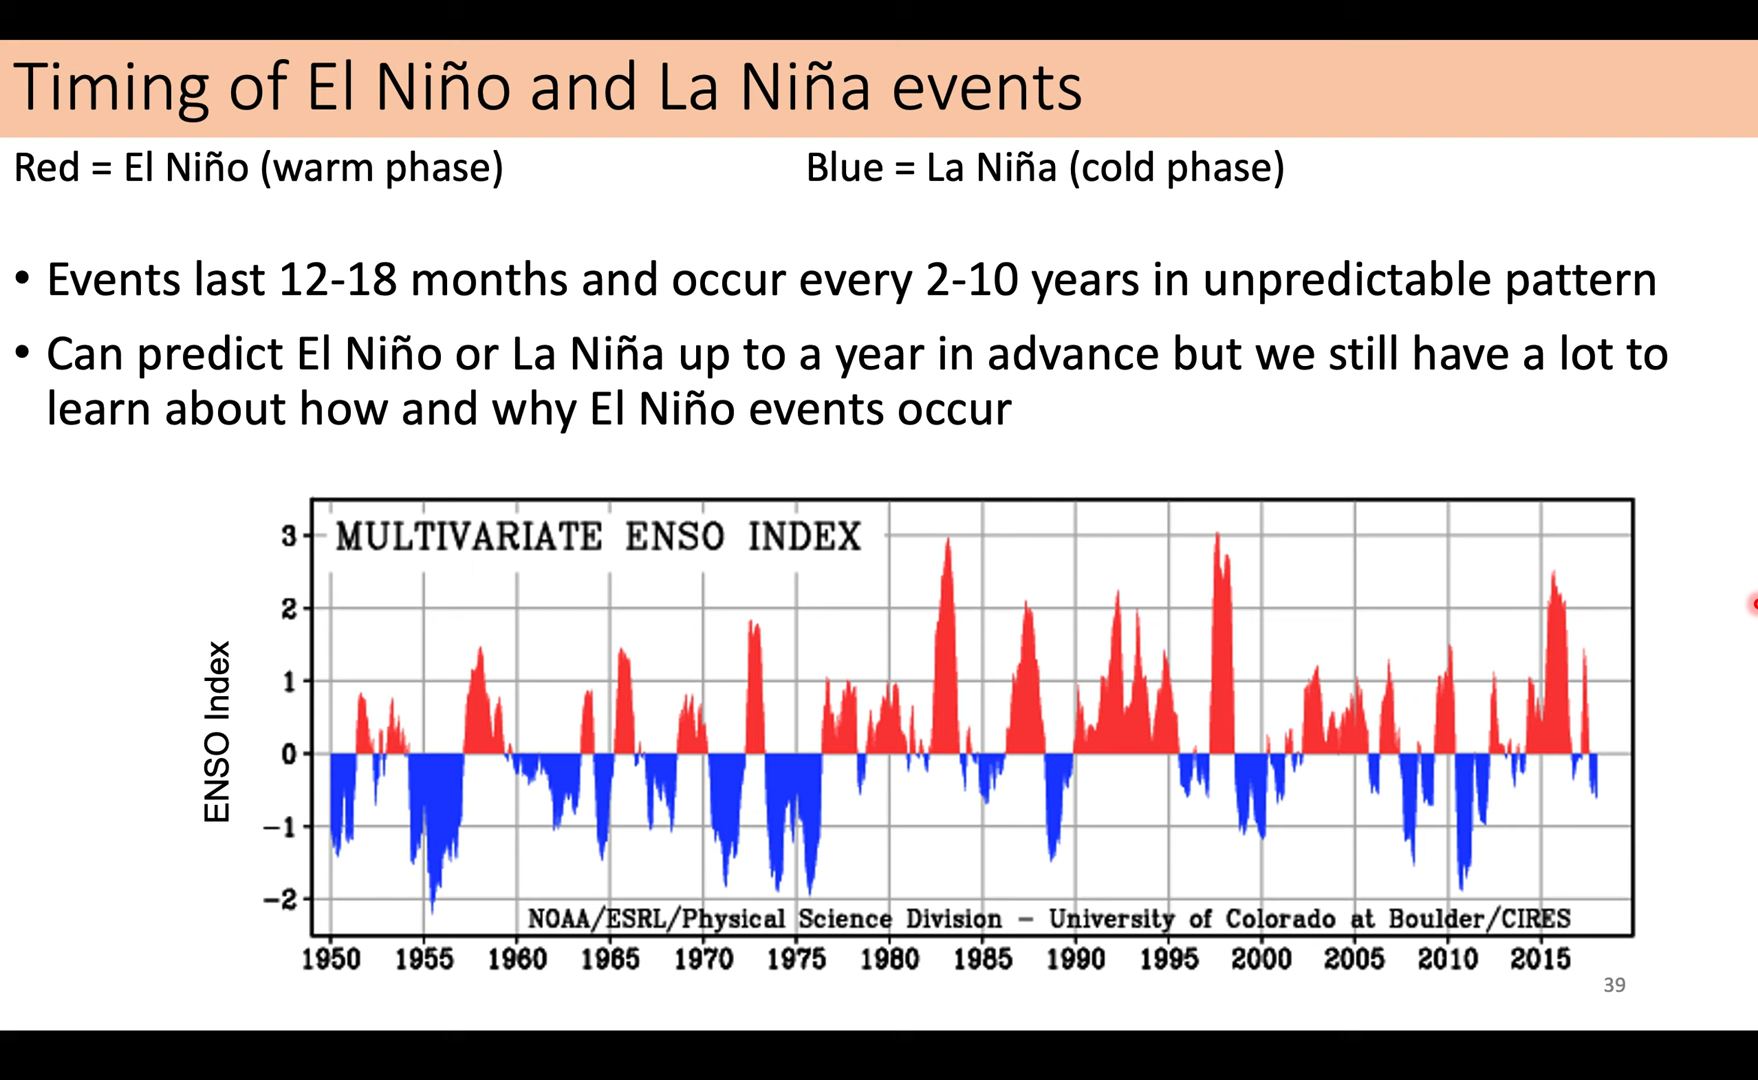 Timing of El Niño and La Niña events
Red = El Niño (warm phase)
Blue = La Niña (cold phase)
• Events last 12-18 months and occur every 2-10 years in unpredictable pattern
• Can predict El Niño or La Niña up to a year in advance but we still have a lot to
learn about how and why El Niño events occur
MULTIVARIATE ENSO INDEX
ENSO Index
3
2
1
0
-1
-2
NOAA/ESRL/Physical Science Division – University of Colorado at Boulder/CIRES
1950 1955 1960 1965 1970 1975 1980 1985 1990 1995 2000 2005 2010 2015
39